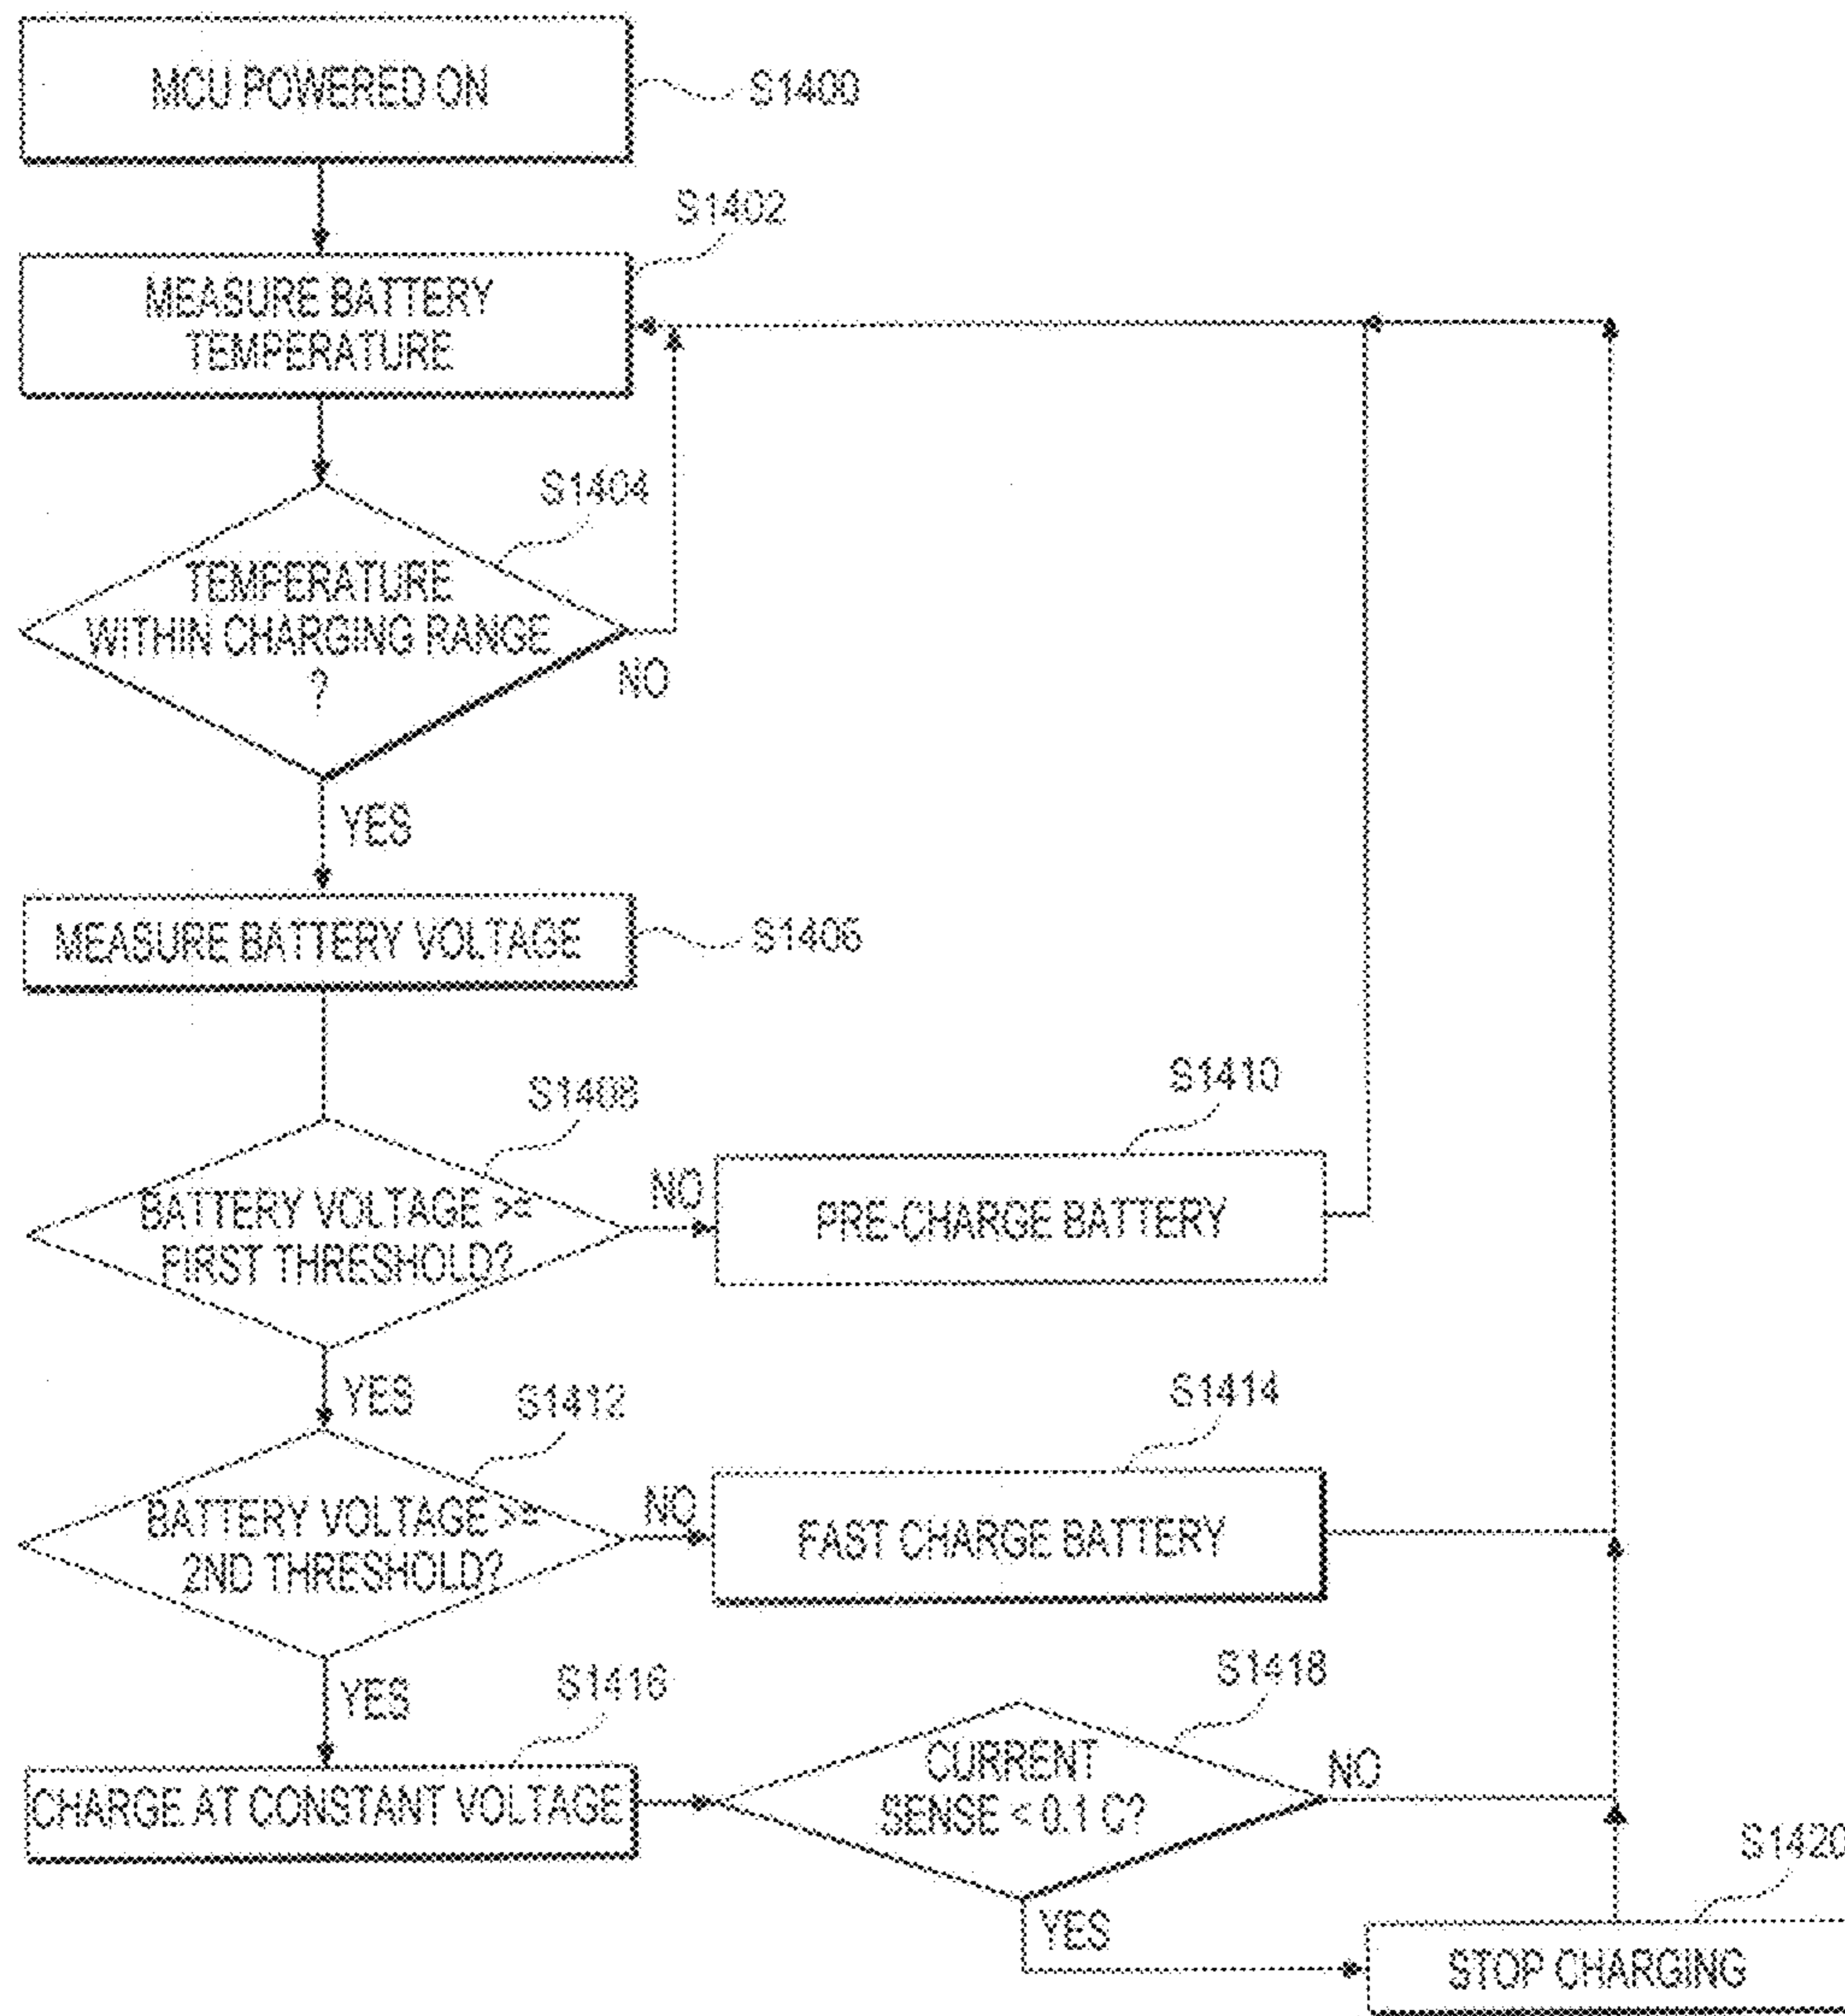 MCU POWERED ON
S1400
S1402
MEASURE BATTERY
TEMPERATURE
S1404
TEMPERATURE
WITHIN CHARGING RANGE
?
NO
YES
MEASURE BATTERY VOLTAGE
S1406
S1408
BATTERY VOLTAGE >=
FIRST THRESHOLD?
NO
S1410
PRE-CHARGE BATTERY
YES
S1412
BATTERY VOLTAGE >=
2ND THRESHOLD?
NO
S1414
FAST CHARGE BATTERY
YES
S1416
CHARGE AT CONSTANT VOLTAGE
S1418
CURRENT
SENSE < 0.1 C?
NO
YES
S1420
STOP CHARGING